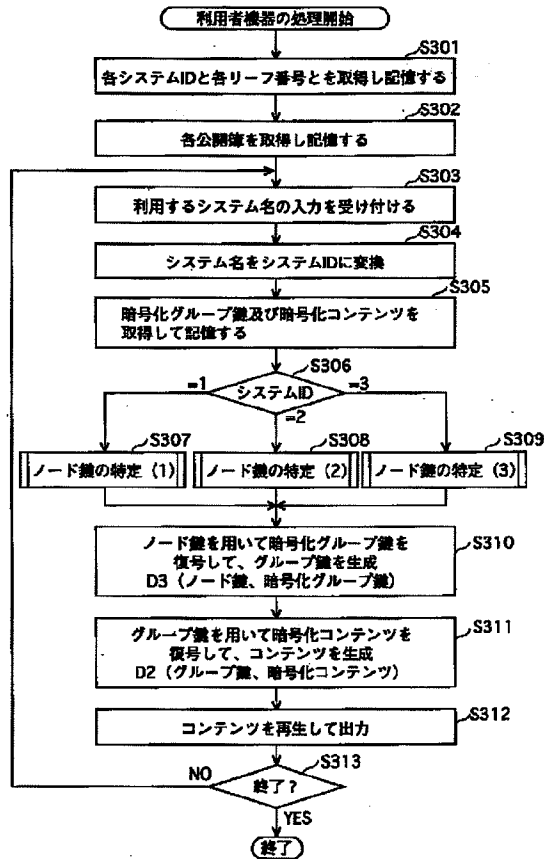 利用者機器の処理開始
S301
各システムIDと各リーフ番号とを取得し記憶する
S302
各公開鍵を取得し記憶する
S303
利用するシステム名の入力を受け付ける
S304
システム名をシステムIDに変換
S305
暗号化グループ鍵及び暗号化コンテンツを
取得して記憶する
S306
システムID
=1
=2
=3
S307
ノード鍵の特定（1）
S308
ノード鍵の特定（2）
S309
ノード鍵の特定（3）
S310
ノード鍵を用いて暗号化グループ鍵を
復号して、グループ鍵を生成
D3（ノード鍵、暗号化グループ鍵）
S311
グループ鍵を用いて暗号化コンテンツを
復号して、コンテンツを生成
D2（グループ鍵、暗号化コンテンツ）
S312
コンテンツを再生して出力
S313
終了？
NO
YES
終了